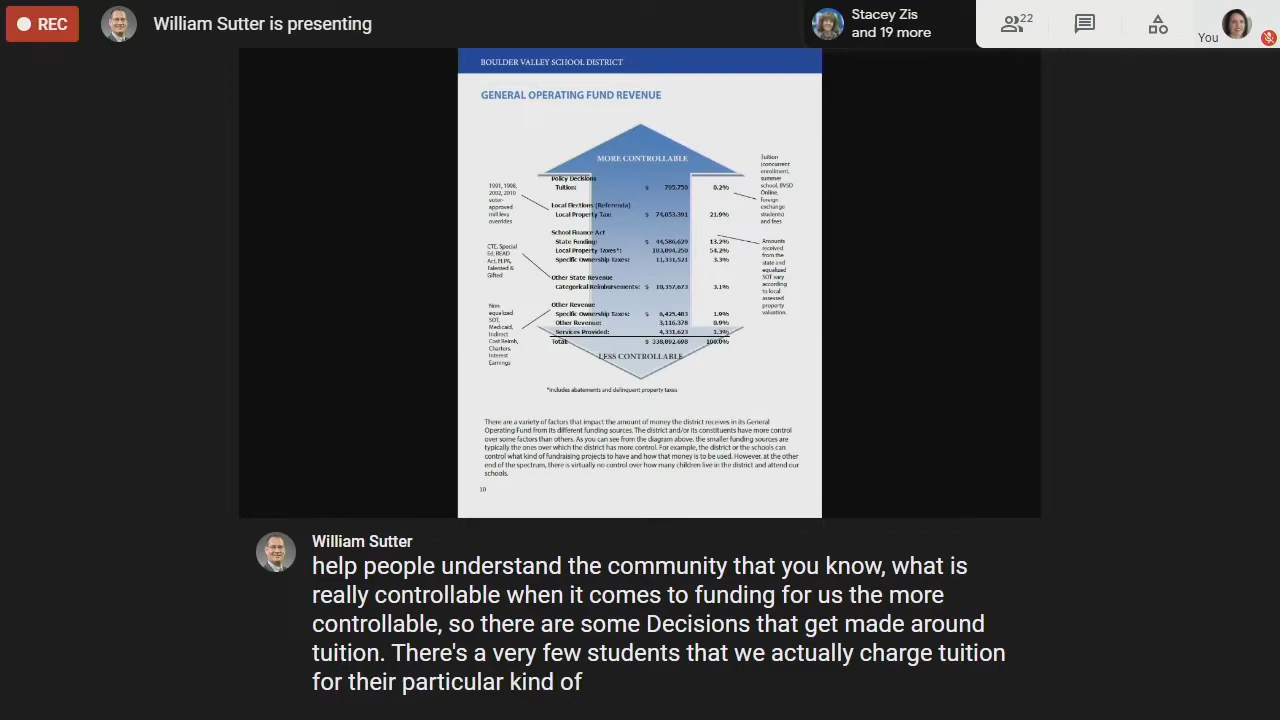 REC
William Sutter is presenting
Stacey Zis
and 19 more
22
You
BOULDER VALLEY SCHOOL DISTRICT
GENERAL OPERATING FUND REVENUE
MORE CONTROLLABLE
Policy Decisions
Tuition: $ 795,750 0.2%
Local Elections (Referenda)
Local Property Tax: $ 74,053,391 21.9%
School Finance Act
State Funding: $ 44,586,629 13.2%
Local Property Taxes*: 183,894,250 54.2%
Specific Ownership Taxes: 11,331,521 3.3%
Other State Revenue
Categorical Reimbursements: $ 10,357,673 3.1%
Other Revenue
Specific Ownership Taxes: $ 6,425,483 1.9%
Other Revenue: 3,116,378 0.9%
Services Provided: 4,331,623 1.3%
Total: $ 338,892,698 100.0%
LESS CONTROLLABLE
1991, 1998,
2002, 2010
voter-
approved
mill levy
overrides
CTE, Special
Ed, READ
Act, ELPA,
Talented &
Gifted
Non-
equalized
SOT,
Medicaid,
Indirect
Cost Reimb,
Charters,
Interest
Earnings
Tuition
(concurrent
enrollment,
summer
school, BVSD
Online,
foreign
exchange
students)
and fees
Amounts
received
from the
state and
equalized
SOT vary
according
to local
assessed
property
valuation.
*Includes abatements and delinquent property taxes
There are a variety of factors that impact the amount of money the district receives in its General
Operating Fund from its different funding sources. The district and/or its constituents have more control
over some factors than others. As you can see from the diagram above, the smaller funding sources are
typically the ones over which the district has more control. For example, the district or the schools can
control what kind of fundraising projects to have and how that money is to be used. However, at the other
end of the spectrum, there is virtually no control over how many children live in the district and attend our
schools.
10
William Sutter
help people understand the community that you know, what is
really controllable when it comes to funding for us the more
controllable, so there are some Decisions that get made around
tuition. There's a very few students that we actually charge tuition
for their particular kind of